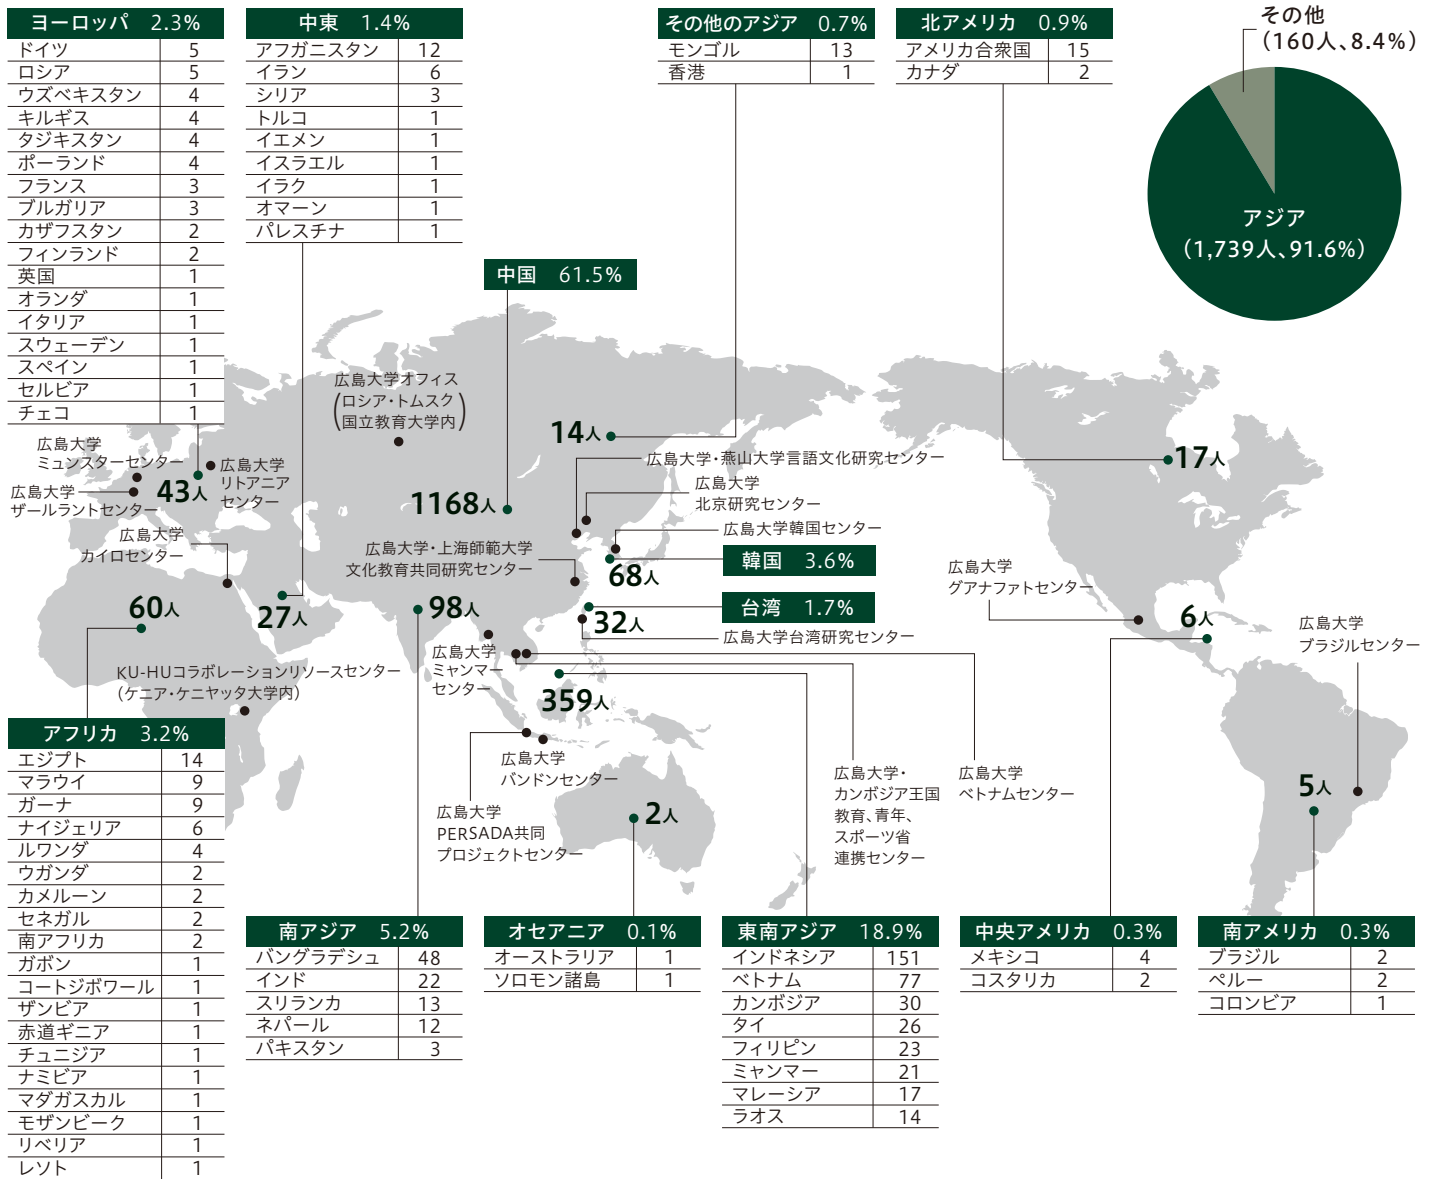 ヨーロッパ 2.3%
ドイツ 5
ロシア 5
ウズベキスタン 4
キルギス 4
タジキスタン 4
ポーランド 4
フランス 3
ブルガリア 3
カザフスタン 2
フィンランド 2
英国 1
オランダ 1
イタリア 1
スウェーデン 1
スペイン 1
セルビア 1
チェコ 1
中東 1.4%
アフガニスタン 12
イラン 6
シリア 3
トルコ 1
イエメン 1
イスラエル 1
イラク 1
オマーン 1
パレスチナ 1
その他のアジア 0.7%
モンゴル 13
香港 1
北アメリカ 0.9%
アメリカ合衆国 15
カナダ 2
その他
(160人、8.4%)
アジア
(1,739人、91.6%)
中国 61.5%
広島大学オフィス
(ロシア・トムスク
国立教育大学内)
14人
広島大学・燕山大学言語文化研究センター
17人
広島大学
ミュンスターセンター
広島大学
リトアニア
センター
広島大学
ザールラントセンター
43人
1168人
広島大学
北京研究センター
広島大学韓国センター
広島大学
カイロセンター
広島大学・上海師範大学
文化教育共同研究センター
韓国 3.6%
68人
広島大学
グアナファトセンター
60人
27人
98人
台湾 1.7%
32人
広島大学台湾研究センター
6人
広島大学
ブラジルセンター
広島大学
ミャンマー
センター
KU-HUコラボレーションリソースセンター
(ケニア・ケニヤッタ大学内)
359人
広島大学
バンドンセンター
広島大学
PERSADA共同
プロジェクトセンター
2人
広島大学・
カンボジア王国
教育、青年、
スポーツ省
連携センター
広島大学
ベトナムセンター
5人
アフリカ 3.2%
エジプト 14
マラウイ 9
ガーナ 9
ナイジェリア 6
ルワンダ 4
ウガンダ 2
カメルーン 2
セネガル 2
南アフリカ 2
ガボン 1
コートジボワール 1
ザンビア 1
赤道ギニア 1
チュニジア 1
ナミビア 1
マダガスカル 1
モザンビーク 1
リベリア 1
レソト 1
南アジア 5.2%
バングラデシュ 48
インド 22
スリランカ 13
ネパール 12
パキスタン 3
オセアニア 0.1%
オーストラリア 1
ソロモン諸島 1
東南アジア 18.9%
インドネシア 151
ベトナム 77
カンボジア 30
タイ 26
フィリピン 23
ミャンマー 21
マレーシア 17
ラオス 14
中央アメリカ 0.3%
メキシコ 4
コスタリカ 2
南アメリカ 0.3%
ブラジル 2
ペルー 2
コロンビア 1